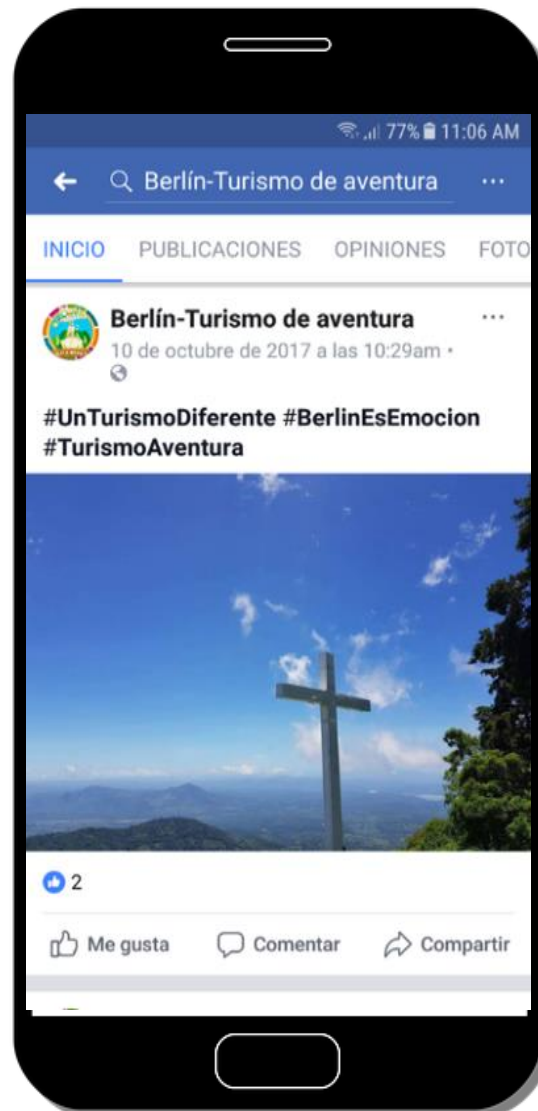 77% 11:06 AM
Berlín-Turismo de aventura
INICIO PUBLICACIONES OPINIONES FOTO
Berlín-Turismo de aventura
10 de octubre de 2017 a las 10:29am •
#UnTurismoDiferente #BerlinEsEmocion
#TurismoAventura
2
Me gusta Comentar Compartir